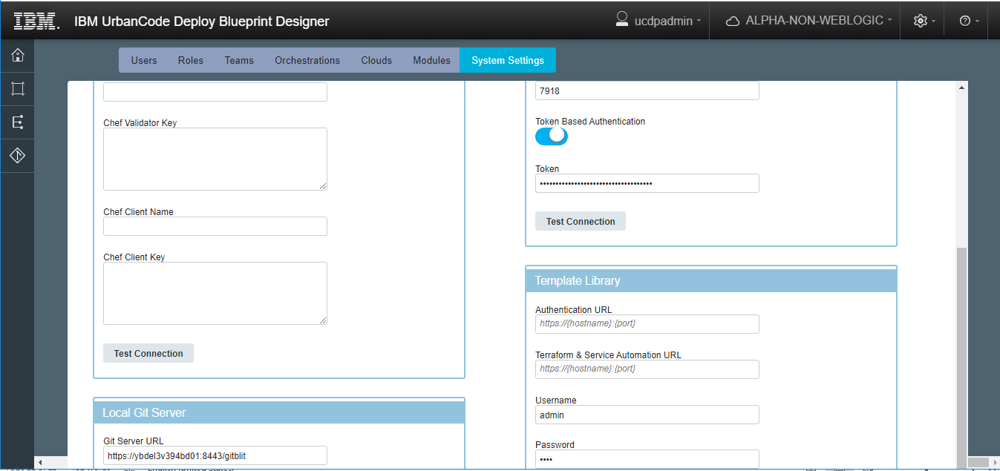 IBM. IBM UrbanCode Deploy Blueprint Designer
ucdpadmin
ALPHA-NON-WEBLOGIC
Users Roles Teams Orchestrations Clouds Modules System Settings
Chef Validator Key
Chef Client Name
Chef Client Key
Test Connection
Local Git Server
Git Server URL
https://ybdel3v394bd01:8443/gitblit
7918
Token Based Authentication
Token
••••••••••••••••••••••••••••••••••••
Test Connection
Template Library
Authentication URL
https://{hostname}:{port}
Terraform & Service Automation URL
https://{hostname}:{port}
Username
admin
Password
••••
English (United States)